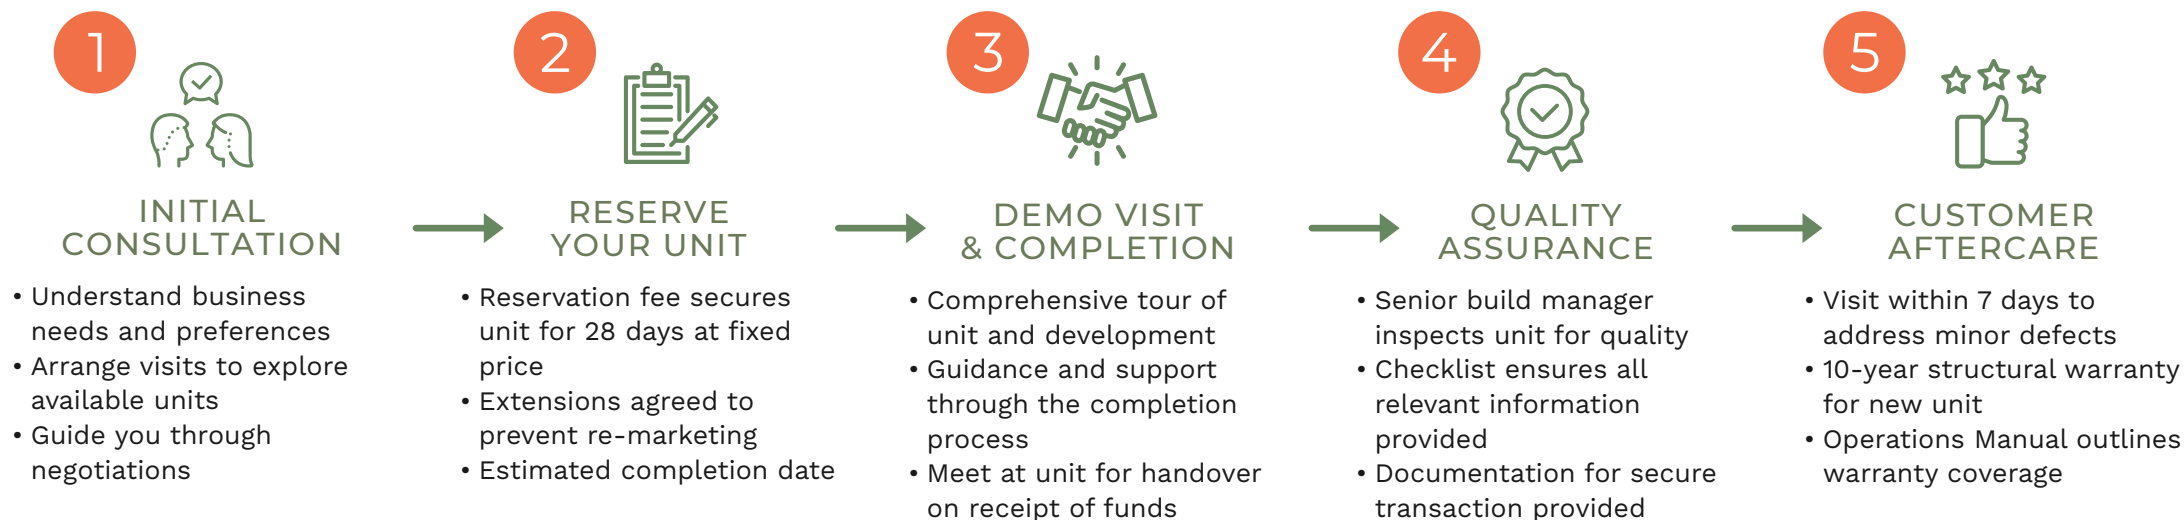 1
INITIAL
CONSULTATION
• Understand business
needs and preferences
• Arrange visits to explore
available units
• Guide you through
negotiations
2
RESERVE
YOUR UNIT
• Reservation fee secures
unit for 28 days at fixed
price
• Extensions agreed to
prevent re-marketing
• Estimated completion date
3
DEMO VISIT
& COMPLETION
• Comprehensive tour of
unit and development
• Guidance and support
through the completion
process
• Meet at unit for handover
on receipt of funds
4
QUALITY
ASSURANCE
• Senior build manager
inspects unit for quality
• Checklist ensures all
relevant information
provided
• Documentation for secure
transaction provided
5
CUSTOMER
AFTERCARE
• Visit within 7 days to
address minor defects
• 10-year structural warranty
for new unit
• Operations Manual outlines
warranty coverage